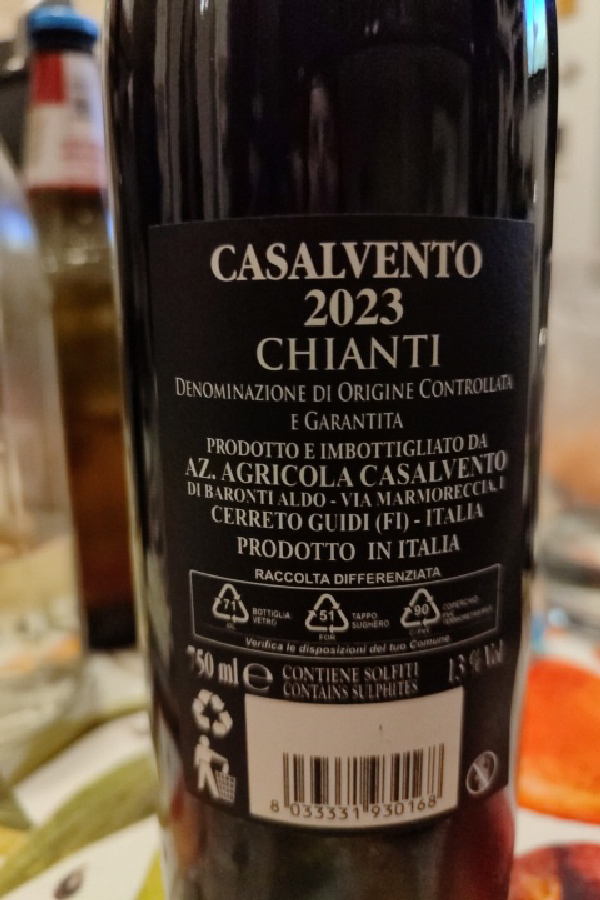 CASALVENTO
2023
CHIANTI
DENOMINAZIONE DI ORIGINE CONTROLLATA
E GARANTITA
PRODOTTO E IMBOTTIGLIATO DA
AZ. AGRICOLA CASALVENTO
DI BARONTI ALDO - VIA MARMORECCIA, 1
CERRETO GUIDI (FI) - ITALIA
PRODOTTO IN ITALIA
RACCOLTA DIFFERENZIATA
71 BOTTIGLIA VETRO 51 TAPPO SUGHERO 90
GL FOR C/PVC
Verifica le disposizioni del tuo Comune
750 ml e CONTIENE SOLFITI 13 % Vol
CONTAINS SULPHITES
8 033331 930168